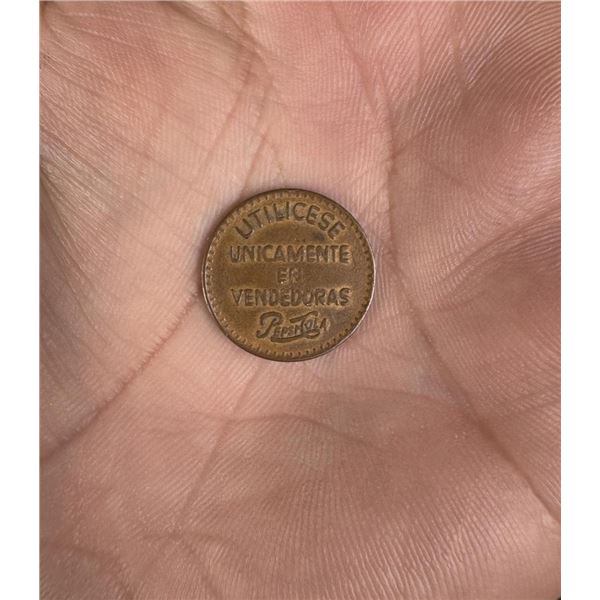 UTILICESE
UNICAMENTE
EN
VENDEDORAS
PEPSI-COLA